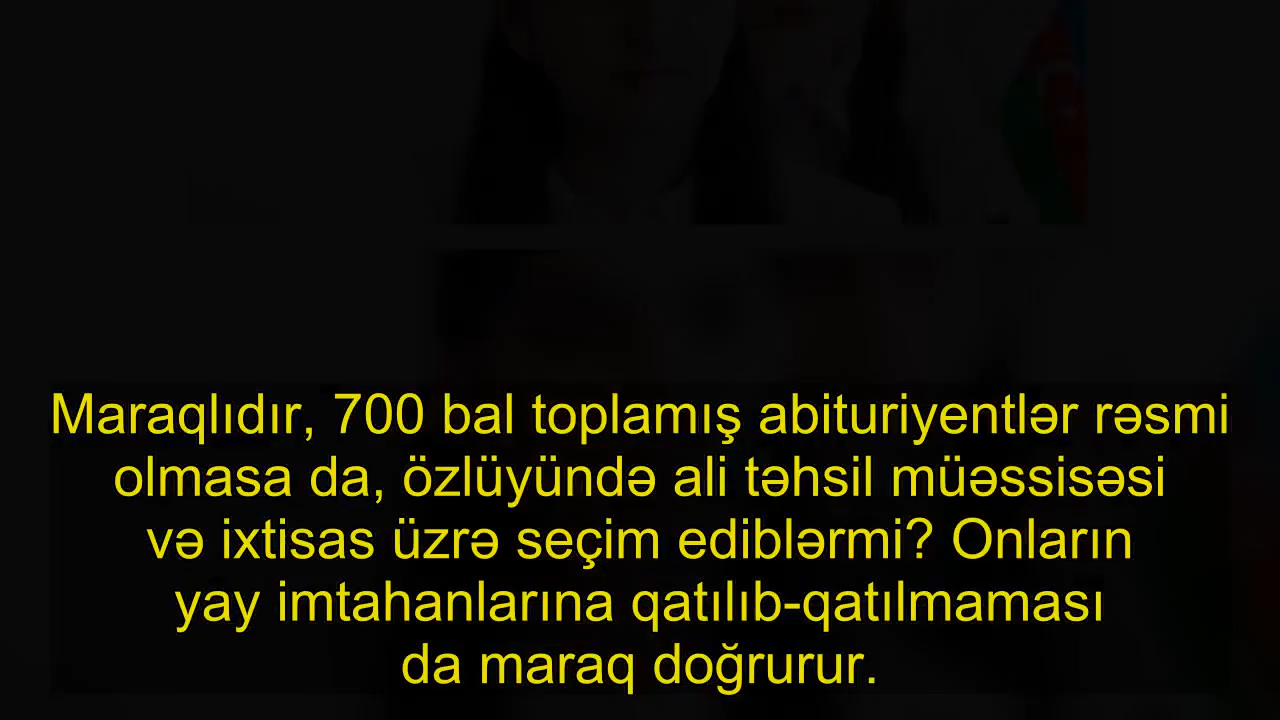 Maraqlıdır, 700 bal toplamış abituriyentlər rəsmi
olmasa da, özlüyündə ali təhsil müəssisəsi
və ixtisas üzrə seçim ediblərmi? Onların
yay imtahanlarına qatılıb-qatılmaması
da maraq doğrurur.